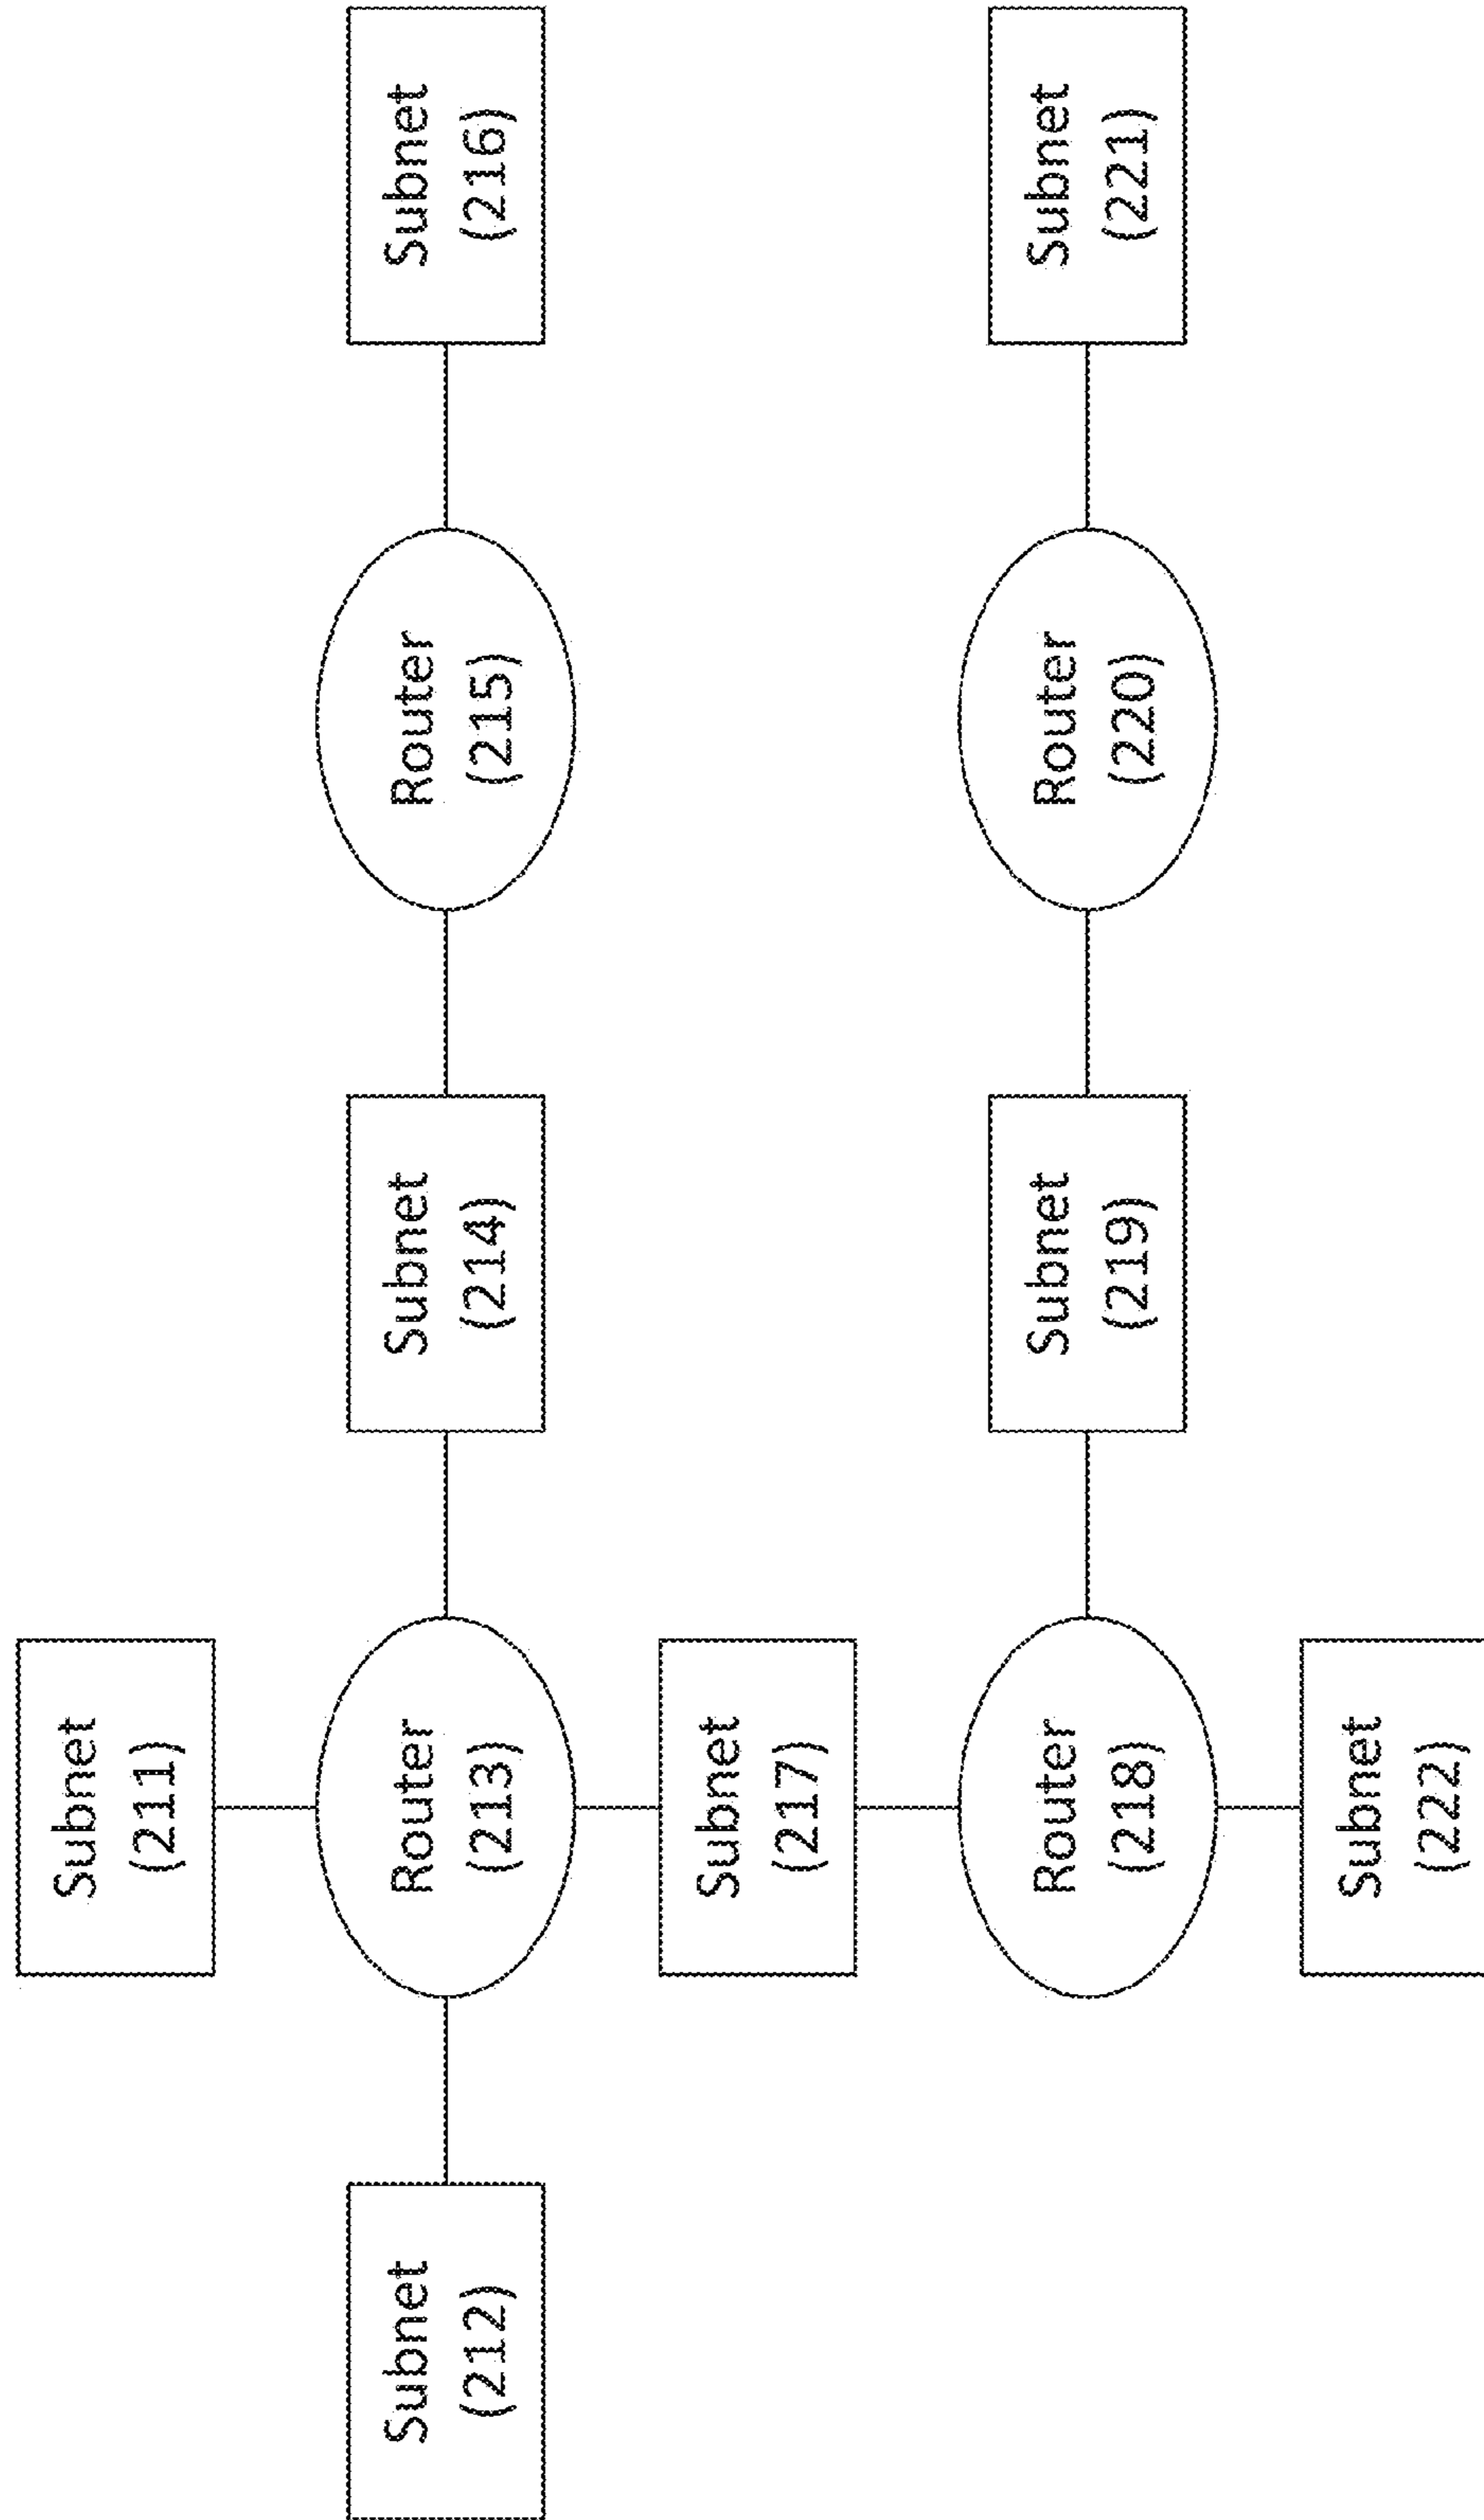 Subnet
(211)
Subnet
(212)
Router
(213)
Subnet
(214)
Router
(215)
Subnet
(216)
Subnet
(217)
Router
(218)
Subnet
(219)
Router
(220)
Subnet
(221)
Subnet
(222)